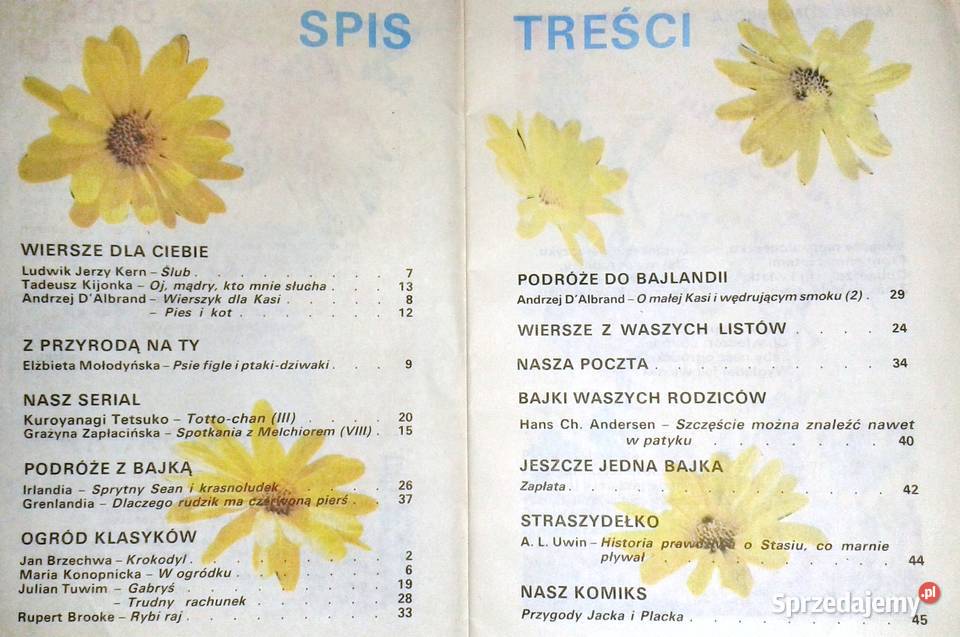 SPIS TREŚCI
WIERSZE DLA CIEBIE
Ludwik Jerzy Kern – Ślub . . . . . . . . 7
Tadeusz Kijonka – Oj, mądry, kto mnie słucha . . . 13
Andrzej D'Albrand – Wierszyk dla Kasi . . . . 8
– Pies i kot . . . . . . 12
Z PRZYRODĄ NA TY
Elżbieta Mołodyńska – Psie figle i ptaki-dziwaki . . . 9
NASZ SERIAL
Kuroyanagi Tetsuko – Totto-chan (III) . . . . 20
Grażyna Zapłacińska – Spotkania z Melchiorem (VIII) . 15
PODRÓŻE Z BAJKĄ
Irlandia – Sprytny Sean i krasnoludek . . . . 26
Grenlandia – Dlaczego rudzik ma czerwoną pierś . . 37
OGRÓD KLASYKÓW
Jan Brzechwa – Krokodyl . . . . . . . 2
Maria Konopnicka – W ogródku . . . . . . 6
Julian Tuwim – Gabryś . . . . . . . 19
– Trudny rachunek . . . . . 28
Rupert Brooke – Rybi raj . . . . . . . 33
PODRÓŻE DO BAJLANDII
Andrzej D'Albrand – O małej Kasi i wędrującym smoku (2) . 29
WIERSZE Z WASZYCH LISTÓW . . . . 24
NASZA POCZTA . . . . . . . . 34
BAJKI WASZYCH RODZICÓW
Hans Ch. Andersen – Szczęście można znaleźć nawet
w patyku . . . . . . . 40
JESZCZE JEDNA BAJKA
Zapłata . . . . . . . . . . . 42
STRASZYDEŁKO
A. L. Uwin – Historia prawdziwa o Stasiu, co marnie
pływał . . . . . . . . . 44
NASZ KOMIKS
Przygody Jacka i Placka . . . . . . . 45
Sprzedajemy.pl